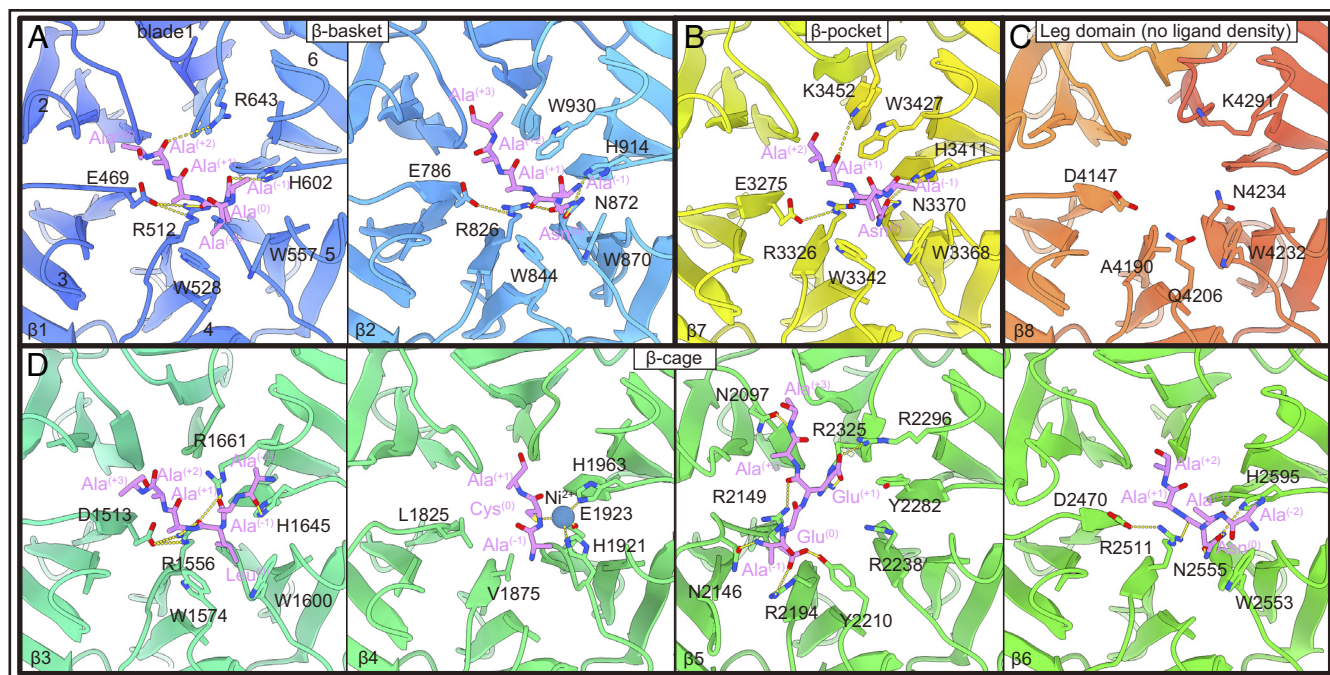 A
β-basket
blade1
6
2
R643
Ala⁽⁺²⁾
Ala⁽⁺¹⁾
E469
Ala⁽⁻¹⁾
H602
Ala⁽⁰⁾
R512
W557
5
3
W528
4
β1
Ala⁽⁺³⁾
W930
Ala⁽⁺²⁾
H914
E786
Ala⁽⁺¹⁾
Ala⁽⁻¹⁾
N872
R826
W870
W844
β2
B
β-pocket
K3452
W3427
Ala⁽⁺²⁾
H3411
Ala⁽⁺¹⁾
E3275
Ala⁽⁻¹⁾
N3370
R3326
W3368
W3342
β7
C
Leg domain (no ligand density)
K4291
D4147
N4234
A4190
W4232
Q4206
β8
D
β-cage
R1661
Ala⁽⁺³⁾
Ala⁽⁺²⁾
Ala⁽⁺¹⁾
D1513
Ala⁽⁻¹⁾
H1645
R1556
W1600
W1574
β3
Ala⁽⁺¹⁾
H1963
Ni²⁺
Cys⁽⁰⁾
E1923
L1825
Ala⁽⁻¹⁾
H1921
V1875
β4
N2097
Ala⁽⁺³⁾
R2325
R2296
R2149
Glu⁽⁺¹⁾
Y2282
Glu⁽⁰⁾
Ala⁽⁻¹⁾
R2238
N2146
R2194
Y2210
β5
Ala⁽⁺²⁾
H2595
D2470
Ala⁽⁺¹⁾
Ala⁽⁻²⁾
R2511
N2555
W2553
β6